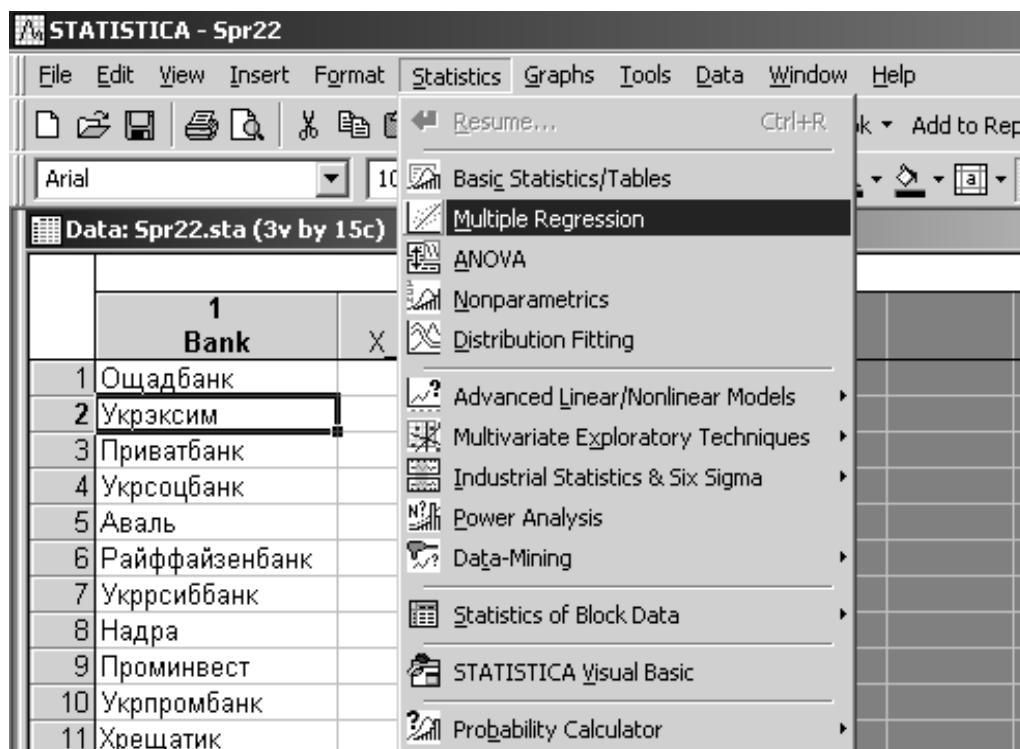 STATISTICA - Spr22
File Edit View Insert Format Statistics Graphs Tools Data Window Help
Resume... Ctrl+R
Add to Rep
Arial 10
Basic Statistics/Tables
Data: Spr22.sta (3v by 15c)
Multiple Regression
ANOVA
1
Nonparametrics
Bank X_
Distribution Fitting
1 Ощадбанк
Advanced Linear/Nonlinear Models
2 Укрэксим
Multivariate Exploratory Techniques
3 Приватбанк
Industrial Statistics & Six Sigma
4 Укрсоцбанк
Power Analysis
5 Аваль
Data-Mining
6 Райффайзенбанк
7 Укррсиббанк
Statistics of Block Data
8 Надра
9 Проминвест
STATISTICA Visual Basic
10 Укрпромбанк
Probability Calculator
11 Хрещатик